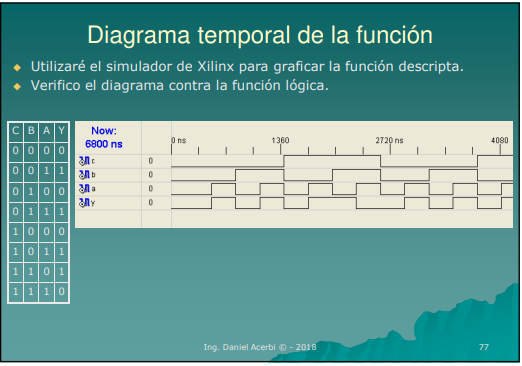 Diagrama temporal de la función
Utilizaré el simulador de Xilinx para graficar la función descripta.
Verifico el diagrama contra la función lógica.
C B A Y
0 0 0 0
0 0 1 1
0 1 0 0
0 1 1 1
1 0 0 0
1 0 1 1
1 1 0 1
1 1 1 0
Now:
6800 ns
0 ns 1360 2720 ns 4080
c 0
b 0
a 0
y 0
Ing. Daniel Acerbi © - 2018 77